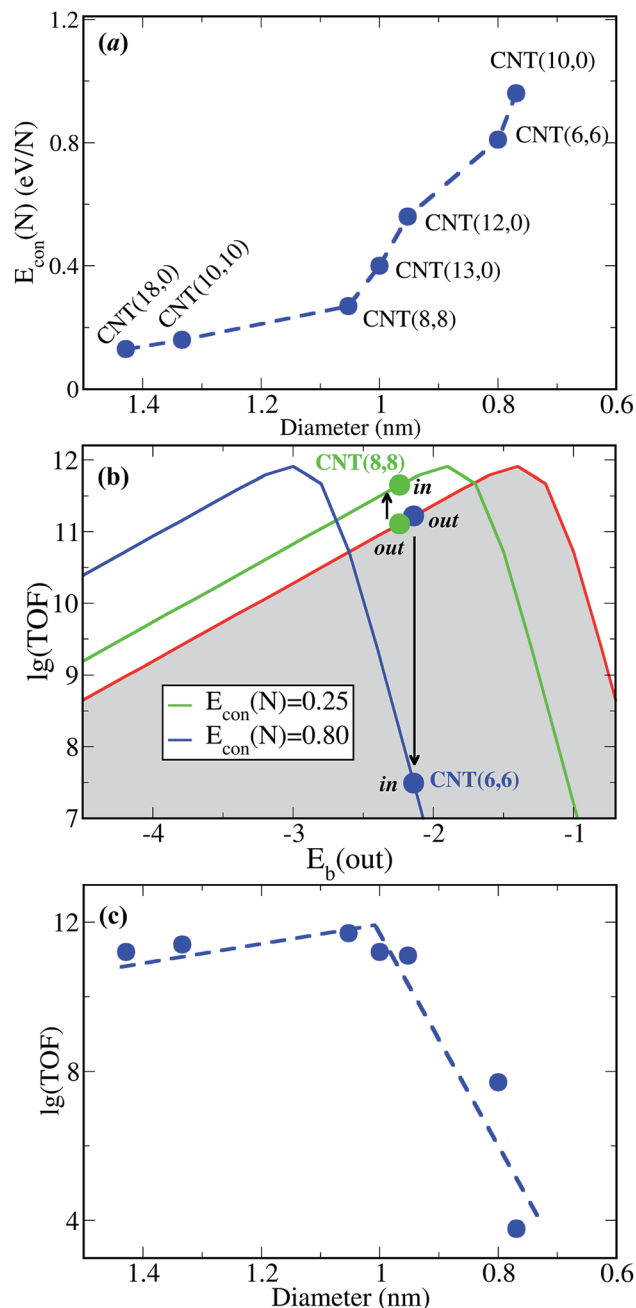 (a)
E_con(N) (eV/N)
1.2
0.8
0.4
0
CNT(10,0)
CNT(6,6)
CNT(12,0)
CNT(13,0)
CNT(8,8)
CNT(18,0)
CNT(10,10)
1.4 1.2 1 0.8 0.6
Diameter (nm)
(b)
lg(TOF)
12
11
10
9
8
7
CNT(8,8)
in
out
out
E_con(N)=0.25
E_con(N)=0.80
in CNT(6,6)
-4 -3 -2 -1
E_b(out)
(c)
lg(TOF)
12
8
4
1.4 1.2 1 0.8 0.6
Diameter (nm)